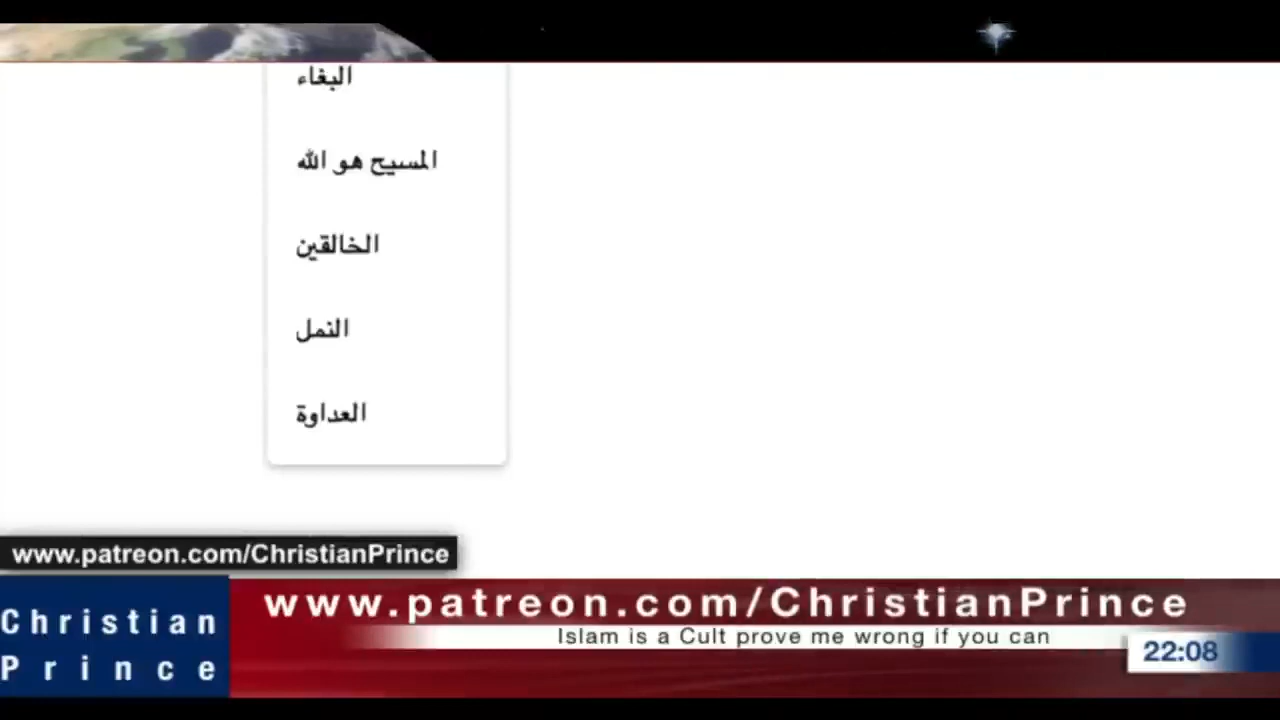 البغاء
المسيح هو الله
الخالقين
النمل
العداوة
www.patreon.com/ChristianPrince
Christian
Prince
www.patreon.com/ChristianPrince
Islam is a Cult prove me wrong if you can
22:08